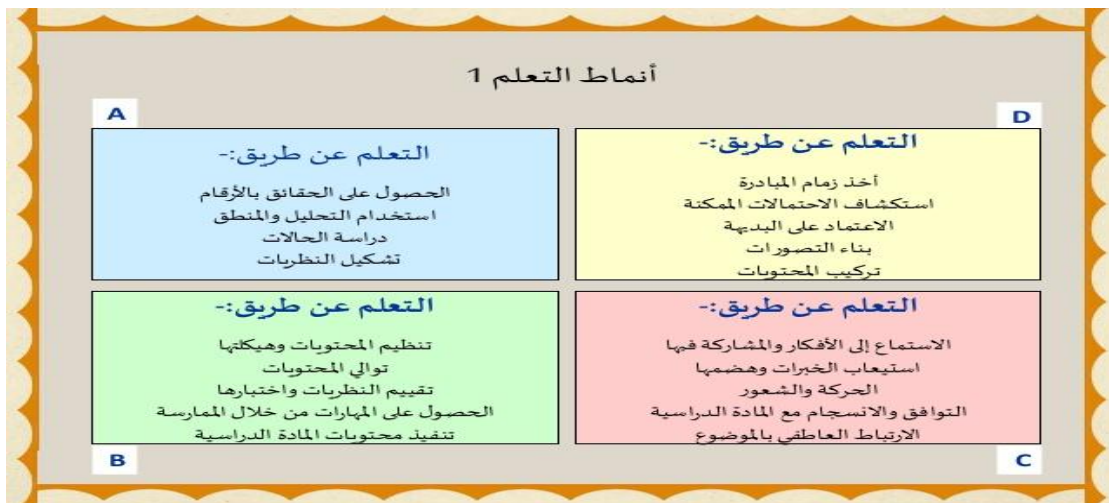 أنماط التعلم 1
D
التعلم عن طريق:-
أخذ زمام المبادرة
استكشاف الاحتمالات الممكنة
الاعتماد على البديهة
بناء التصورات
تركيب المحتويات
A
التعلم عن طريق:-
الحصول على الحقائق بالأرقام
استخدام التحليل والمنطق
دراسة الحالات
تشكيل النظريات
التعلم عن طريق:-
الاستماع إلى الأفكار والمشاركة فيها
استيعاب الخبرات وهضمها
الحركة والشعور
التوافق والانسجام مع المادة الدراسية
الارتباط العاطفي بالموضوع
C
التعلم عن طريق:-
تنظيم المحتويات وهيكلتها
توالي المحتويات
تقييم النظريات واختبارها
الحصول على المهارات من خلال الممارسة
تنفيذ محتويات المادة الدراسية
B